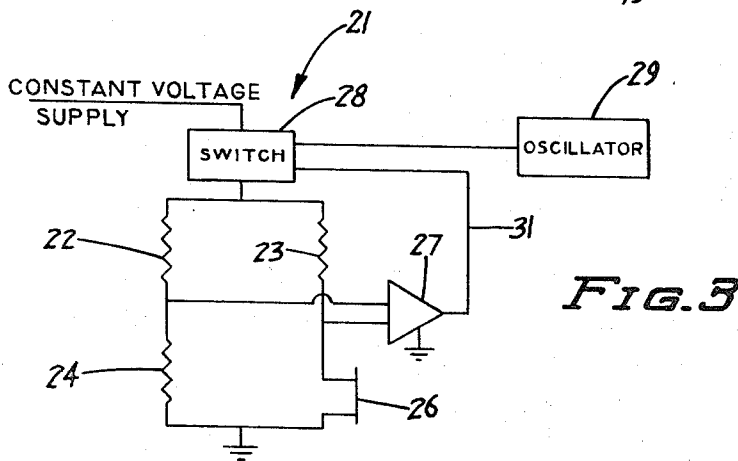 21
CONSTANT VOLTAGE
SUPPLY
28
29
SWITCH
OSCILLATOR
22
23
27
31
FIG.3
24
26